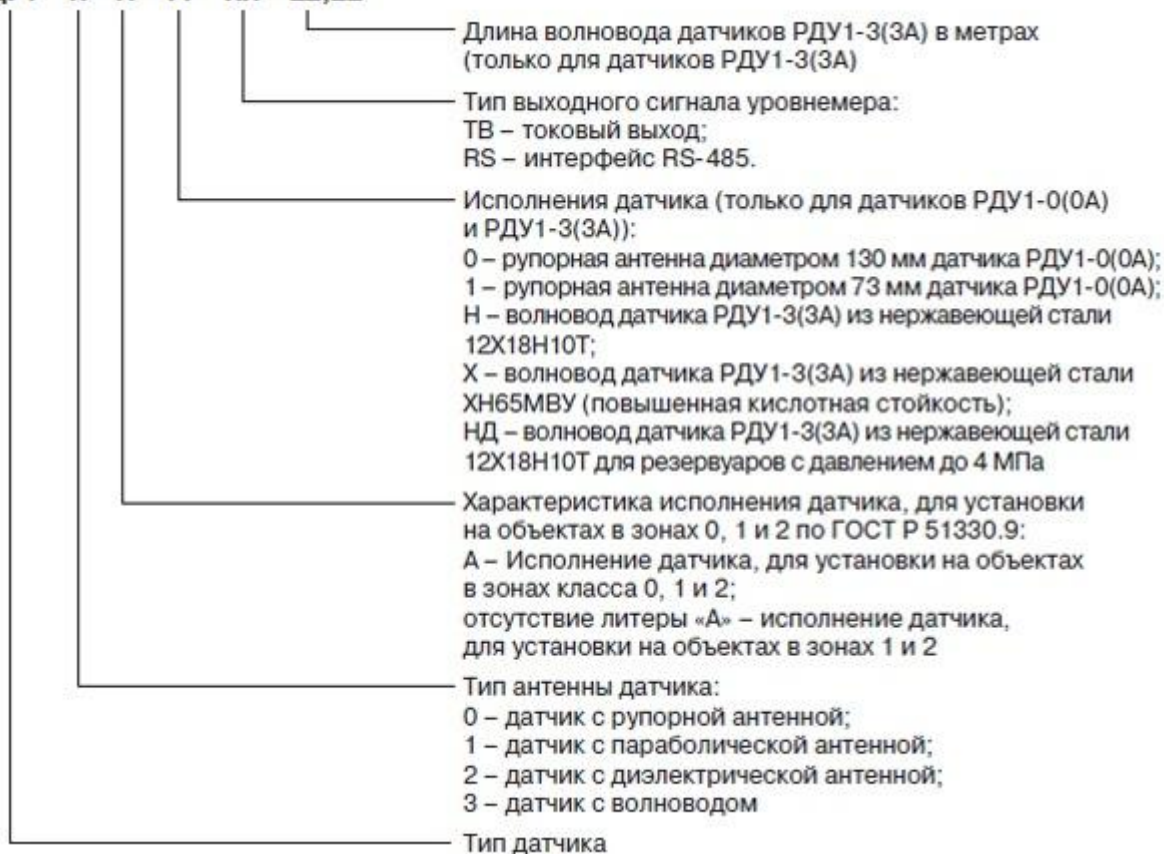 Длина волновода датчиков РДУ1-3(3А) в метрах
(только для датчиков РДУ1-3(3А)
Тип выходного сигнала уровнемера:
ТВ – токовый выход;
RS – интерфейс RS-485.
Исполнения датчика (только для датчиков РДУ1-0(0А)
и РДУ1-3(3А)):
0 – рупорная антенна диаметром 130 мм датчика РДУ1-0(0А);
1 – рупорная антенна диаметром 73 мм датчика РДУ1-0(0А);
Н – волновод датчика РДУ1-3(3А) из нержавеющей стали
12Х18Н10Т;
Х – волновод датчика РДУ1-3(3А) из нержавеющей стали
ХН65МВУ (повышенная кислотная стойкость);
НД – волновод датчика РДУ1-3(3А) из нержавеющей стали
12Х18Н10Т для резервуаров с давлением до 4 МПа
Характеристика исполнения датчика, для установки
на объектах в зонах 0, 1 и 2 по ГОСТ Р 51330.9:
А – Исполнение датчика, для установки на объектах
в зонах класса 0, 1 и 2;
отсутствие литеры «А» – исполнение датчика,
для установки на объектах в зонах 1 и 2
Тип антенны датчика:
0 – датчик с рупорной антенной;
1 – датчик с параболической антенной;
2 – датчик с диэлектрической антенной;
3 – датчик с волноводом
Тип датчика